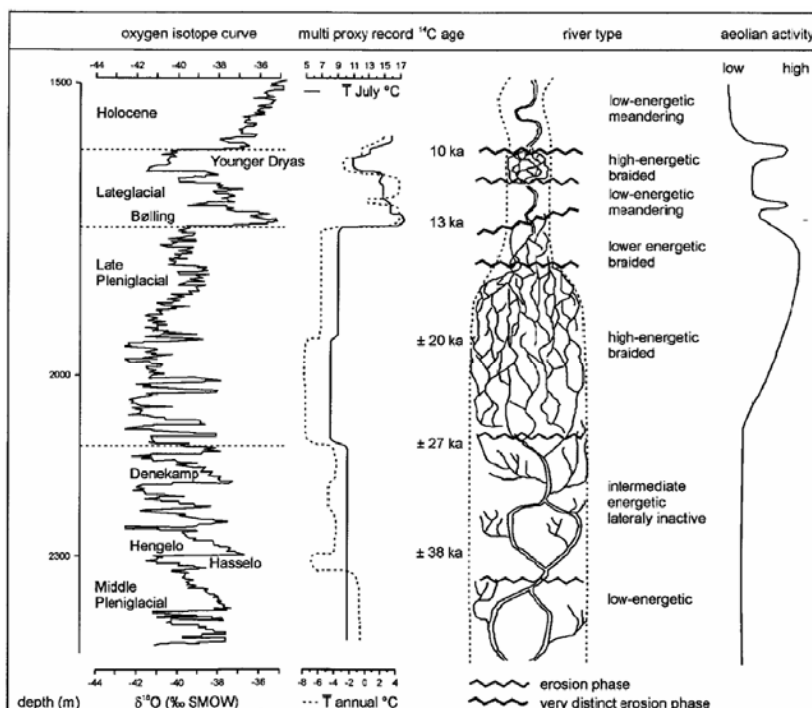 oxygen isotope curve multi proxy record ¹⁴C age river type aeolian activity
-44 -42 -40 -38 -36
5 7 9 11 13 15 17
low high
T July °C
1500
Holocene
low-energetic
meandering
10 ka
Younger Dryas
high-energetic
braided
Lateglacial
low-energetic
meandering
Bølling
13 ka
Late
Pleniglacial
lower energetic
braided
± 20 ka
high-energetic
braided
2000
± 27 ka
Denekamp
intermediate
energetic
lateraly inactive
Hengelo
± 38 ka
2300
Hasselo
Middle
Pleniglacial
low-energetic
-44 -42 -40 -38 -36
-8 -6 -4 -2 0 2 4
erosion phase
depth (m) δ¹⁸O (‰ SMOW) T annual °C very distinct erosion phase